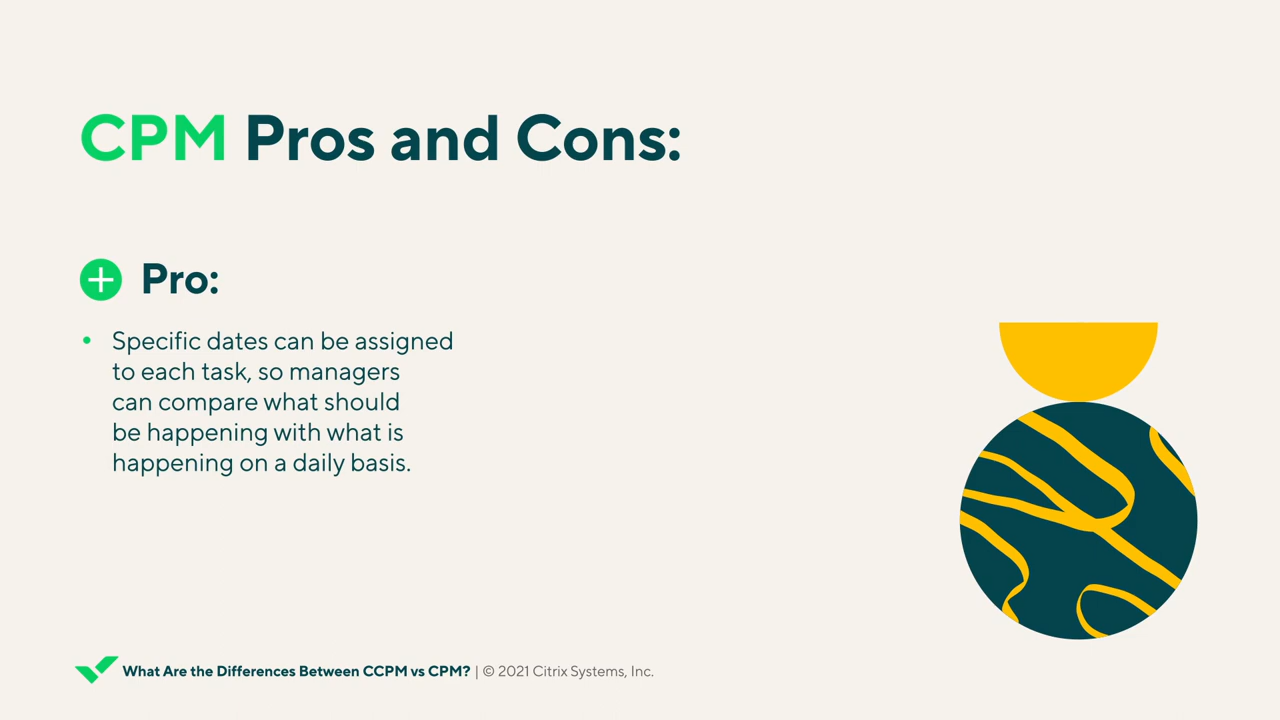 CPM Pros and Cons:
Pro:
• Specific dates can be assigned
to each task, so managers
can compare what should
be happening with what is
happening on a daily basis.
What Are the Differences Between CCPM vs CPM? | © 2021 Citrix Systems, Inc.